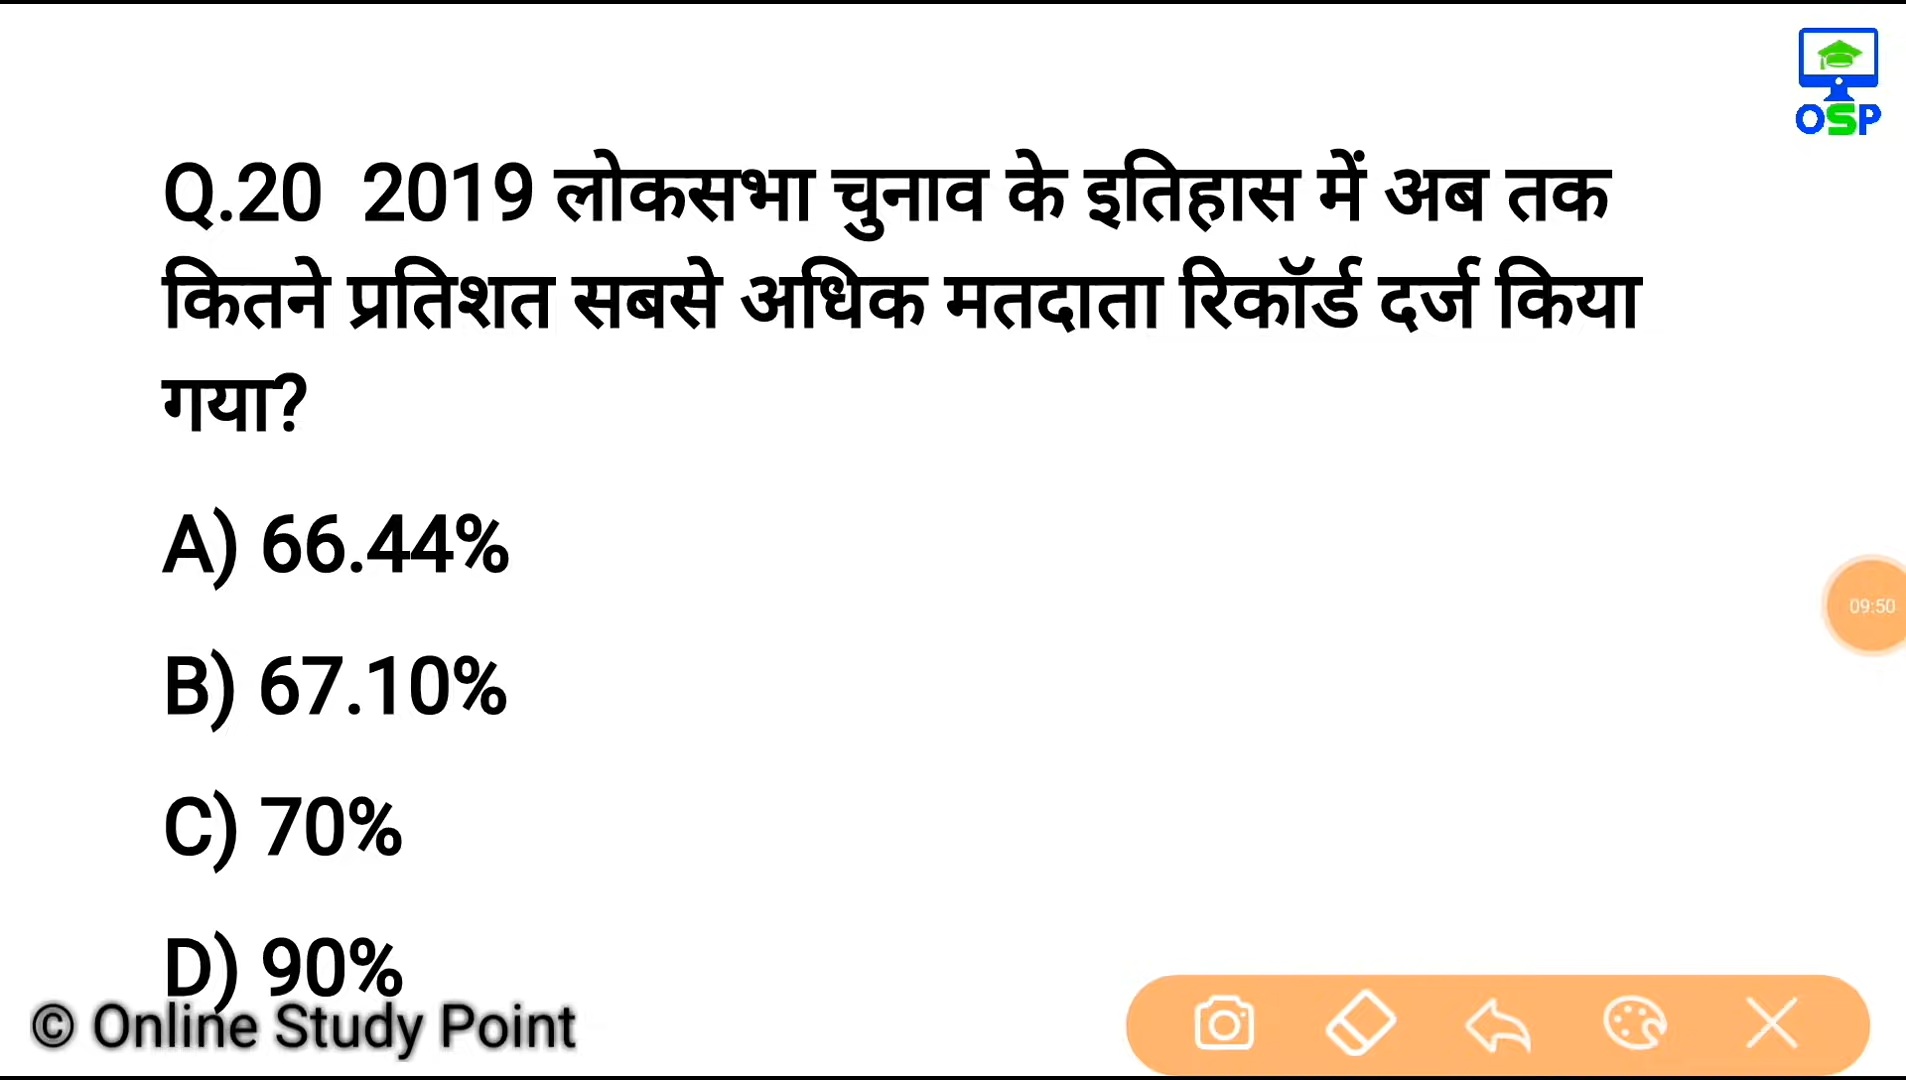 OSP
Q.20 2019 लोकसभा चुनाव के इतिहास में अब तक
कितने प्रतिशत सबसे अधिक मतदाता रिकॉर्ड दर्ज किया
गया?
A) 66.44%
B) 67.10%
09:50
C) 70%
D) 90%
© Online Study Point